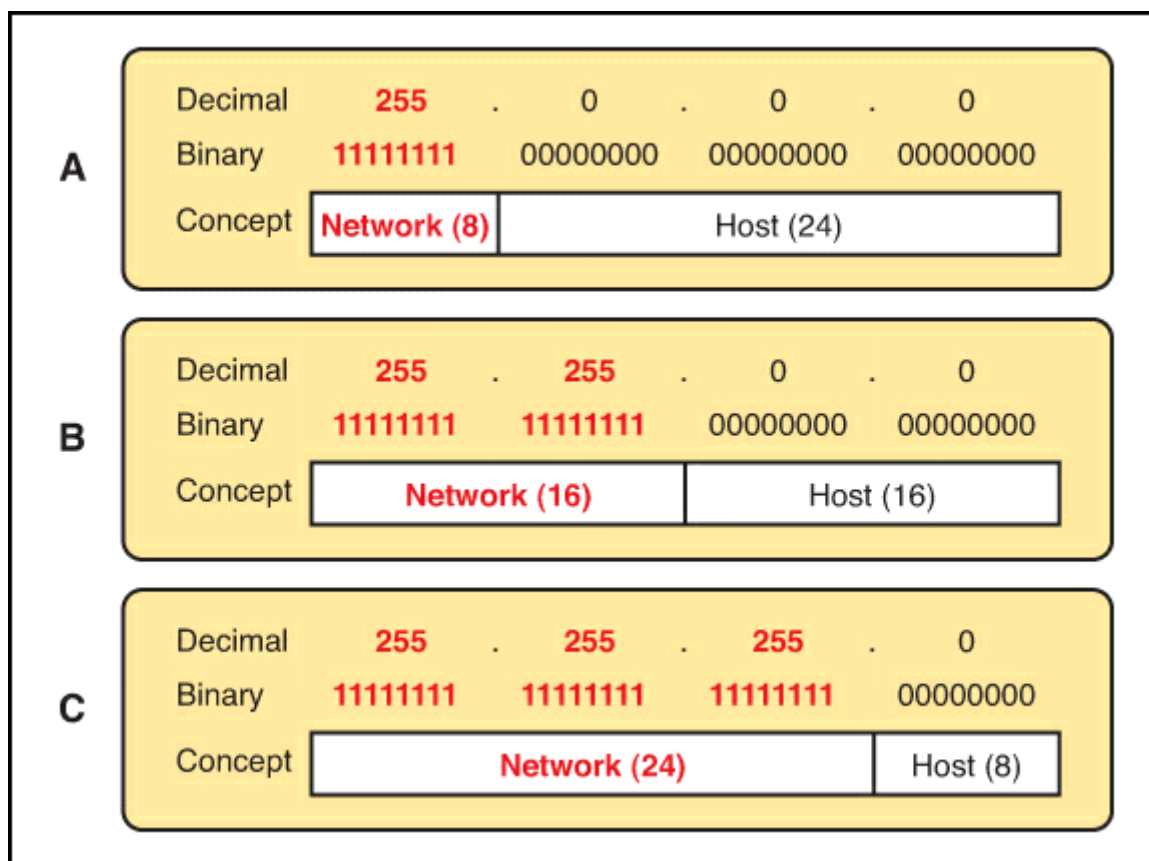 A
Decimal 255 . 0 . 0 . 0
Binary 11111111 00000000 00000000 00000000
Concept Network (8) Host (24)
B
Decimal 255 . 255 . 0 . 0
Binary 11111111 11111111 00000000 00000000
Concept Network (16) Host (16)
C
Decimal 255 . 255 . 255 . 0
Binary 11111111 11111111 11111111 00000000
Concept Network (24) Host (8)